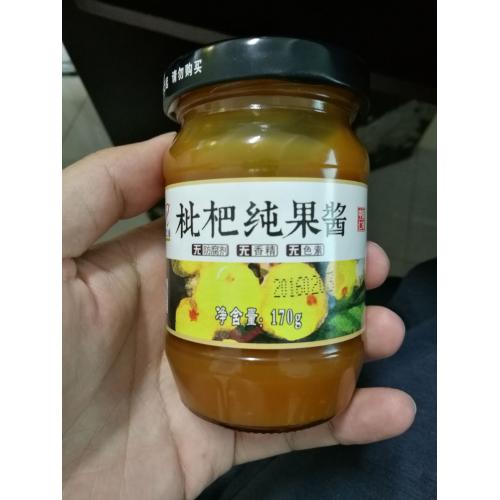 请勿购买
枇杷纯果酱
无防腐剂 无香精 无色素
净含量:170g